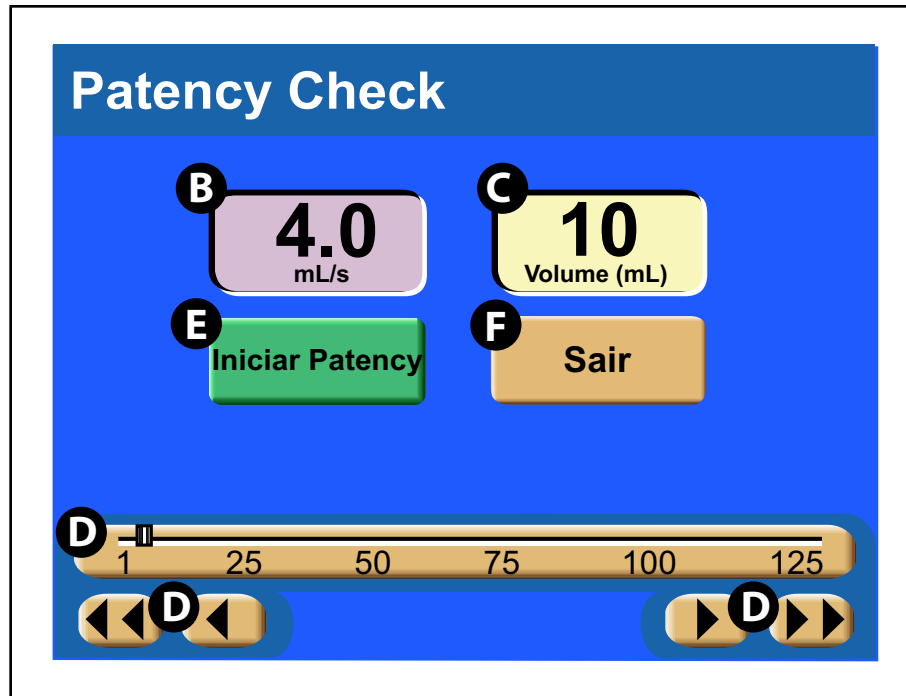 Patency Check
B
C
4.0
10
mL/s
Volume (mL)
E
F
Iniciar Patency
Sair
D
1 25 50 75 100 125
D
D